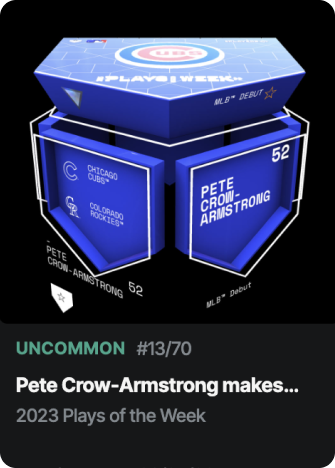 CUBS
PLAYS WEEK
MLB™ DEBUT
CHICAGO
CUBS™
COLORADO
ROCKIES™
52
PETE
CROW-
ARMSTRONG
PETE
CROW-ARMSTRONG 52
MLB™ Debut
UNCOMMON #13/70
Pete Crow-Armstrong makes...
2023 Plays of the Week